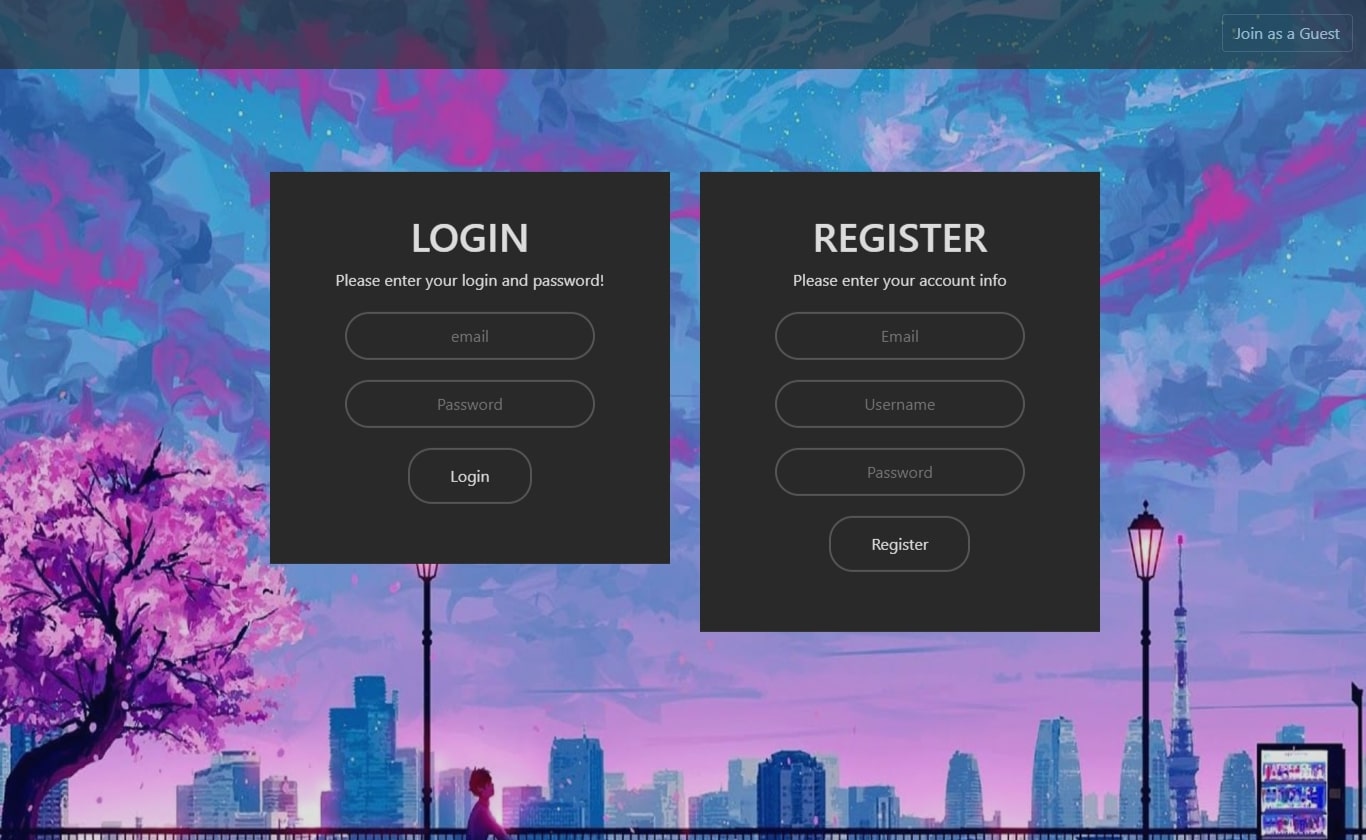 Join as a Guest
LOGIN
Please enter your login and password!
email
Password
Login
REGISTER
Please enter your account info
Email
Username
Password
Register